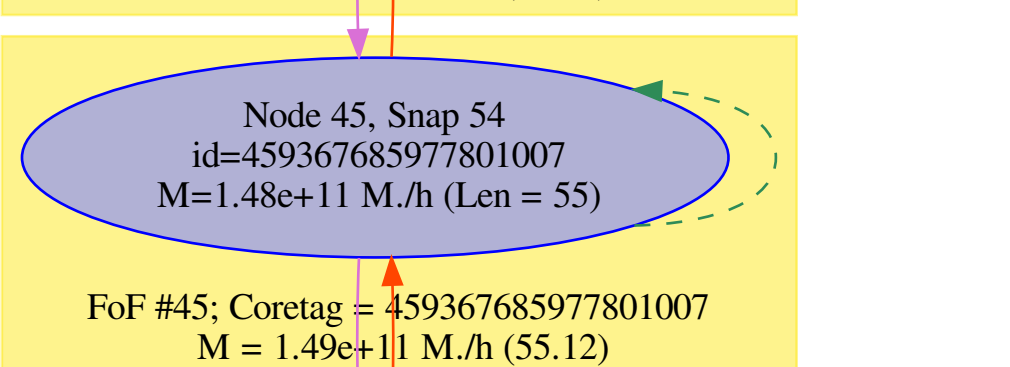 Node 45, Snap 54
id=459367685977801007
M=1.48e+11 M./h (Len = 55)
FoF #45; Coretag = 459367685977801007
M = 1.49e+11 M./h (55.12)